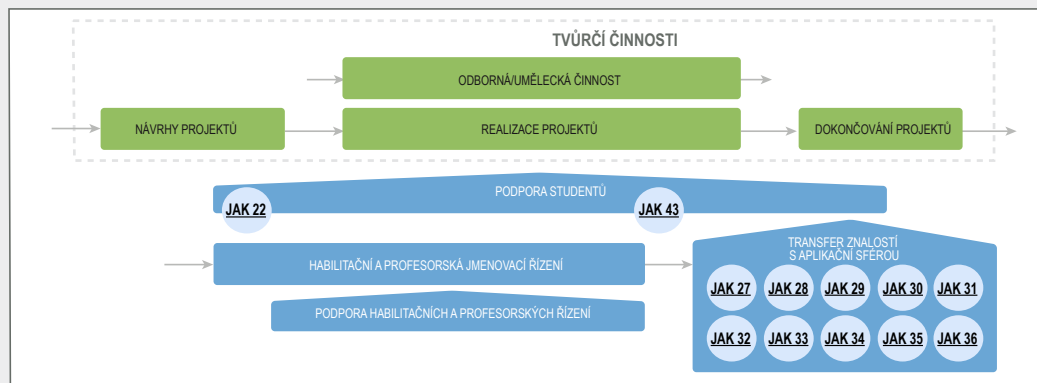 TVŮRČÍ ČINNOSTI
ODBORNÁ/UMĚLECKÁ ČINNOST
NÁVRHY PROJEKTŮ
REALIZACE PROJEKTŮ
DOKONČOVÁNÍ PROJEKTŮ
PODPORA STUDENTŮ
JAK 22
JAK 43
HABILITAČNÍ A PROFESORSKÁ JMENOVACÍ ŘÍZENÍ
PODPORA HABILITAČNÍCH A PROFESORSKÝCH ŘÍZENÍ
TRANSFER ZNALOSTÍ
S APLIKAČNÍ SFÉROU
JAK 27 JAK 28 JAK 29 JAK 30 JAK 31
JAK 32 JAK 33 JAK 34 JAK 35 JAK 36